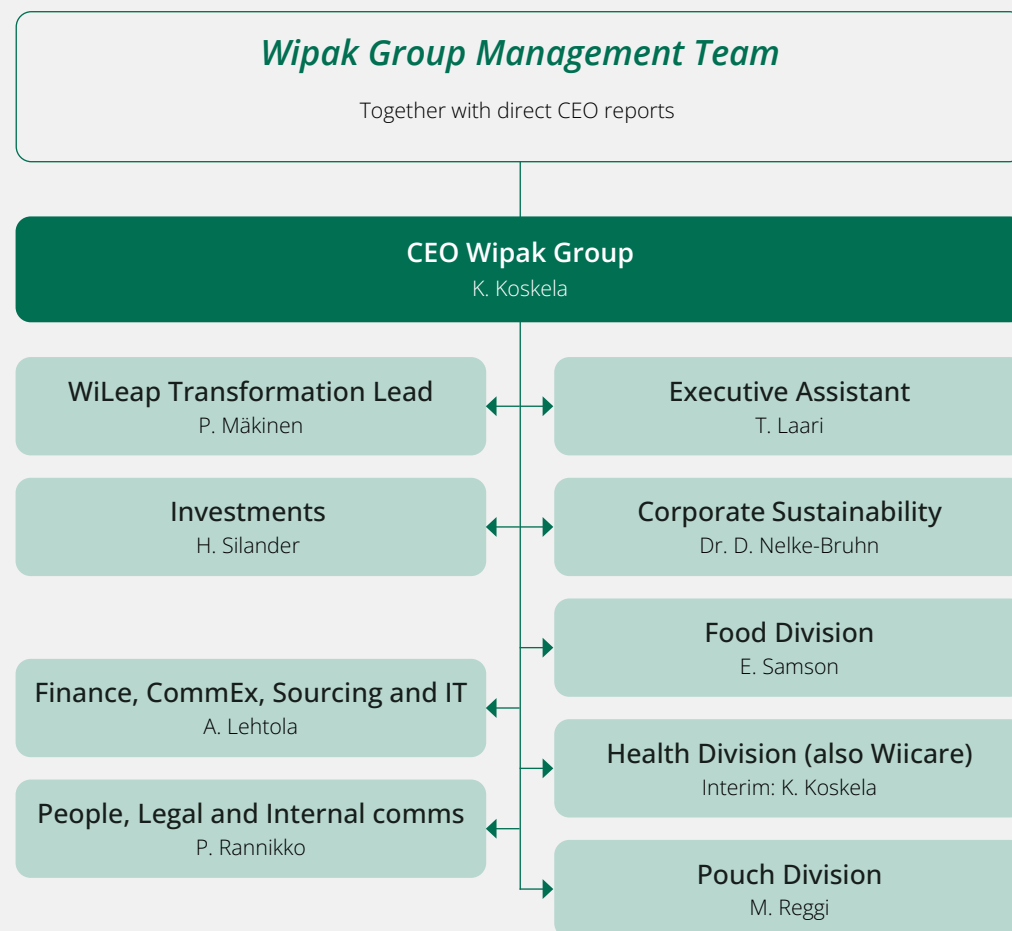 Wipak Group Management Team
Together with direct CEO reports
CEO Wipak Group
K. Koskela
WiLeap Transformation Lead
P. Mäkinen
Executive Assistant
T. Laari
Investments
H. Silander
Corporate Sustainability
Dr. D. Nelke-Bruhn
Food Division
E. Samson
Finance, CommEx, Sourcing and IT
A. Lehtola
Health Division (also Wiicare)
Interim: K. Koskela
People, Legal and Internal comms
P. Rannikko
Pouch Division
M. Reggi